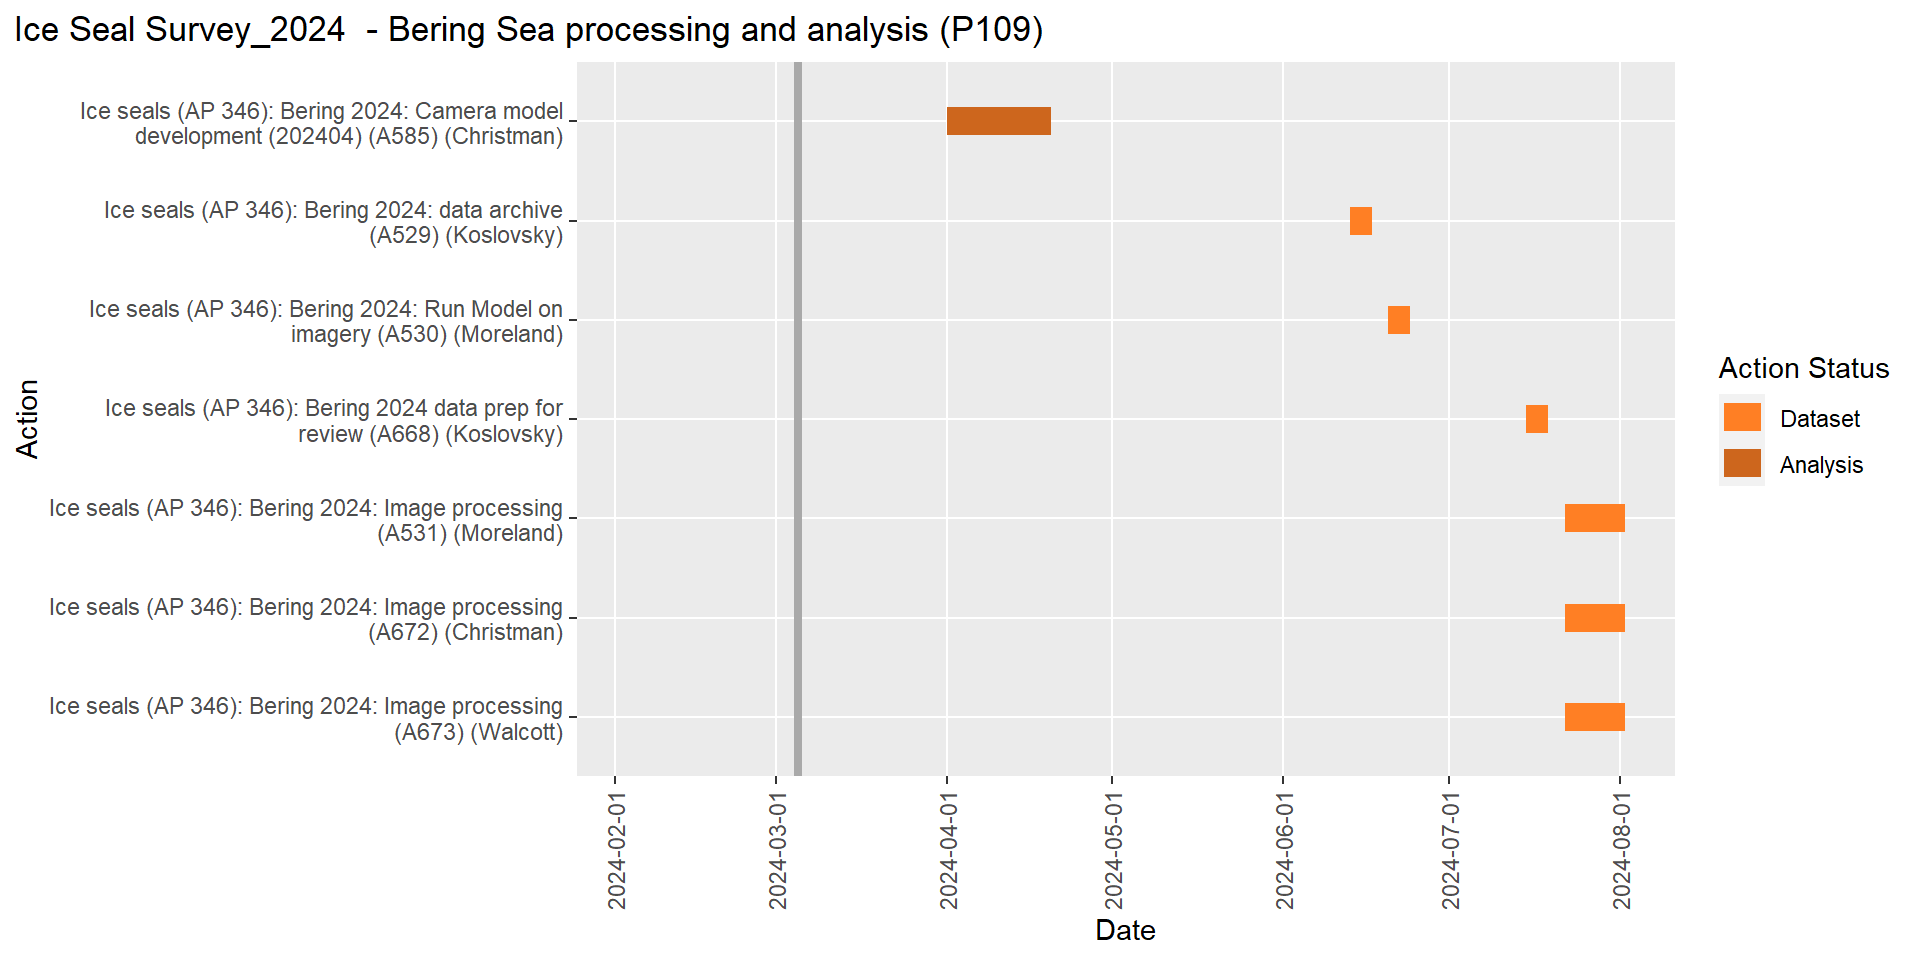 Ice Seal Survey_2024  - Bering Sea processing and analysis (P109)
Ice seals (AP 346): Bering 2024: Camera model
development (202404) (A585) (Christman)
Ice seals (AP 346): Bering 2024: data archive
(A529) (Koslovsky)
Ice seals (AP 346): Bering 2024: Run Model on
imagery (A530) (Moreland)
Ice seals (AP 346): Bering 2024 data prep for
review (A668) (Koslovsky)
Ice seals (AP 346): Bering 2024: Image processing
(A531) (Moreland)
Ice seals (AP 346): Bering 2024: Image processing
(A672) (Christman)
Ice seals (AP 346): Bering 2024: Image processing
(A673) (Walcott)
Action
2024-02-01
2024-03-01
2024-04-01
2024-05-01
2024-06-01
2024-07-01
2024-08-01
Date
Action Status
Dataset
Analysis